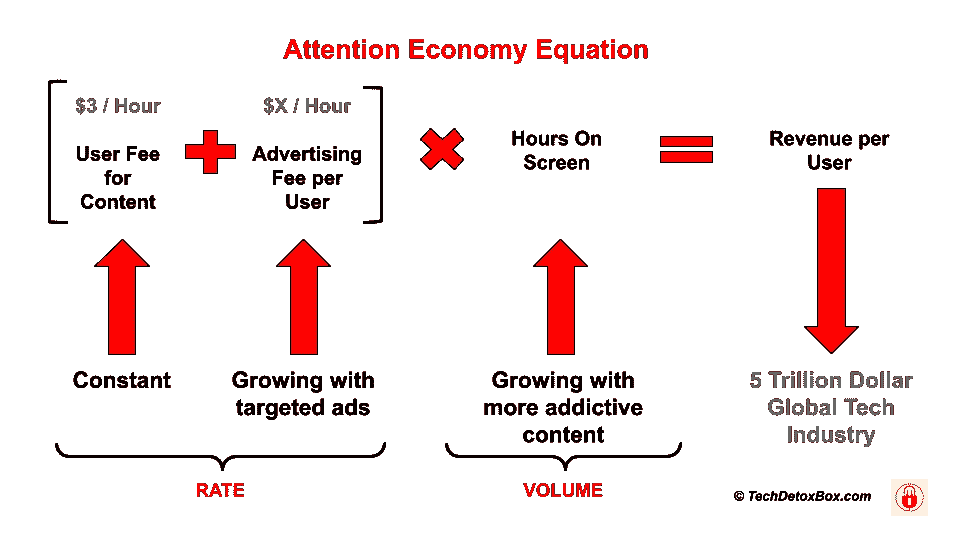 Attention Economy Equation
$3 / Hour
$X / Hour
User Fee
for
Content
Advertising
Fee per
User
Hours On
Screen
Revenue per
User
Constant
Growing with
targeted ads
Growing with
more addictive
content
5 Trillion Dollar
Global Tech
Industry
RATE
VOLUME
© TechDetoxBox.com